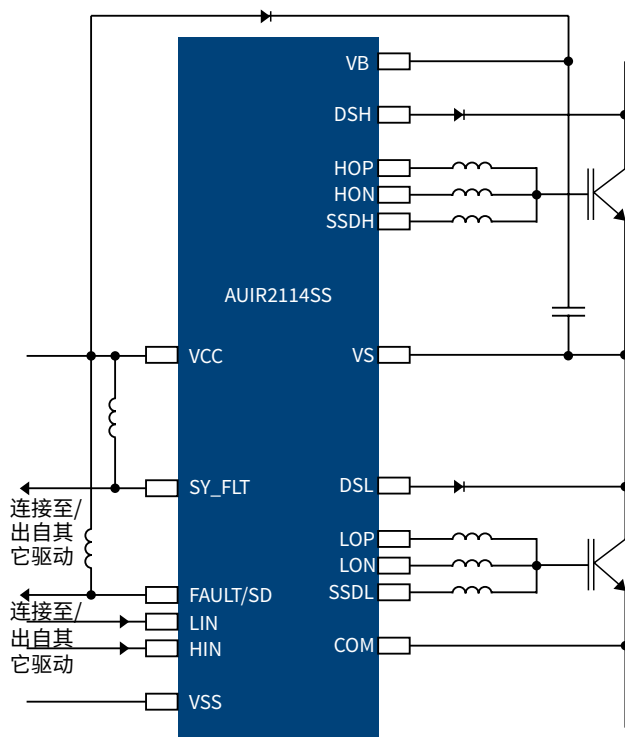 VB
DSH
HOP
HON
SSDH
AUIR2114SS
VCC
VS
SY_FLT
DSL
连接至/
出自其
它驱动
LOP
LON
FAULT/SD
SSDL
连接至/
LIN
出自其
HIN
COM
它驱动
VSS